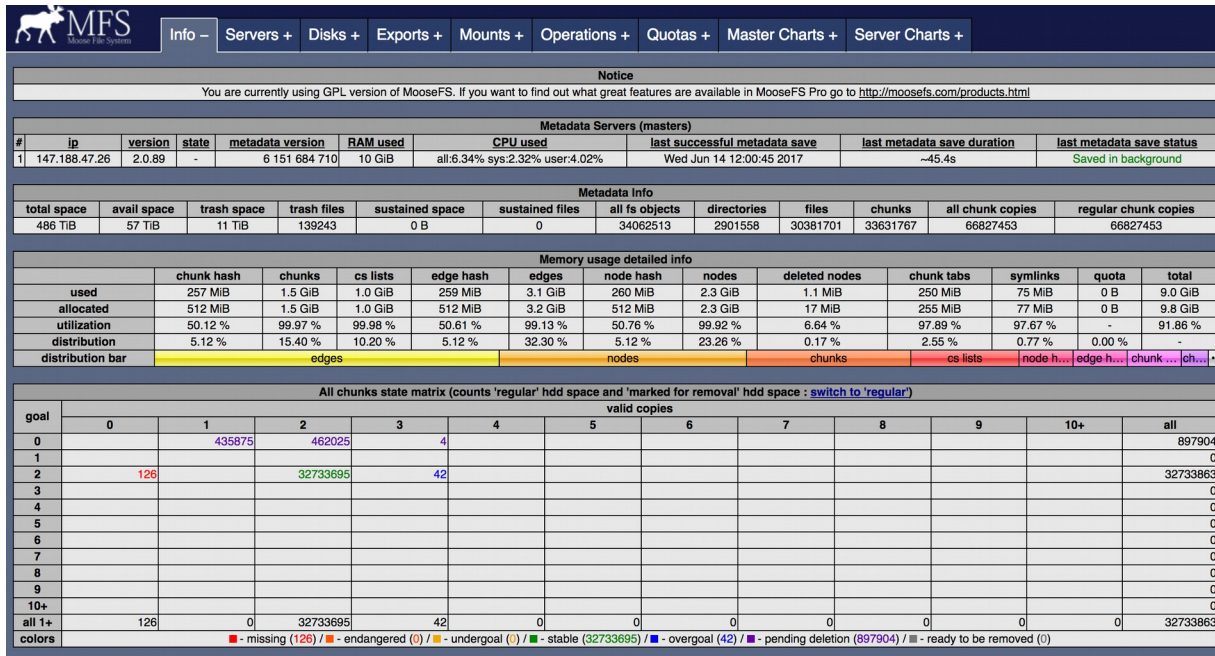 MFS
Moose File System
Info – Servers + Disks + Exports + Mounts + Operations + Quotas + Master Charts + Server Charts +
Notice
You are currently using GPL version of MooseFS. If you want to find out what great features are available in MooseFS Pro go to http://moosefs.com/products.html
Metadata Servers (masters)
# ip version state metadata version RAM used CPU used last successful metadata save last metadata save duration last metadata save status
1 147.188.47.26 2.0.89 - 6 151 684 710 10 GiB all:6.34% sys:2.32% user:4.02% Wed Jun 14 12:00:45 2017 ~45.4s Saved in background
Metadata Info
total space avail space trash space trash files sustained space sustained files all fs objects directories files chunks all chunk copies regular chunk copies
486 TiB 57 TiB 11 TiB 139243 0 B 0 34062513 2901558 30381701 33631767 66827453 66827453
Memory usage detailed info
chunk hash chunks cs lists edge hash edges node hash nodes deleted nodes chunk tabs symlinks quota total
used 257 MiB 1.5 GiB 1.0 GiB 259 MiB 3.1 GiB 260 MiB 2.3 GiB 1.1 MiB 250 MiB 75 MiB 0 B 9.0 GiB
allocated 512 MiB 1.5 GiB 1.0 GiB 512 MiB 3.2 GiB 512 MiB 2.3 GiB 17 MiB 255 MiB 77 MiB 0 B 9.8 GiB
utilization 50.12 % 99.97 % 99.98 % 50.61 % 99.13 % 50.76 % 99.92 % 6.64 % 97.89 % 97.67 % - 91.86 %
distribution 5.12 % 15.40 % 10.20 % 5.12 % 32.30 % 5.12 % 23.26 % 0.17 % 2.55 % 0.77 % 0.00 % -
distribution bar edges nodes chunks cs lists node h... edge h... chunk ... ch...
All chunks state matrix (counts 'regular' hdd space and 'marked for removal' hdd space : switch to 'regular')
goal valid copies
0 1 2 3 4 5 6 7 8 9 10+ all
0 435875 462025 4 897904
1 0
2 126 32733695 42 32733863
3 0
4 0
5 0
6 0
7 0
8 0
9 0
10+ 0
all 1+ 126 0 32733695 42 0 0 0 0 0 0 0 32733863
colors - missing (126) / - endangered (0) / - undergoal (0) / - stable (32733695) / - overgoal (42) / - pending deletion (897904) / - ready to be removed (0)